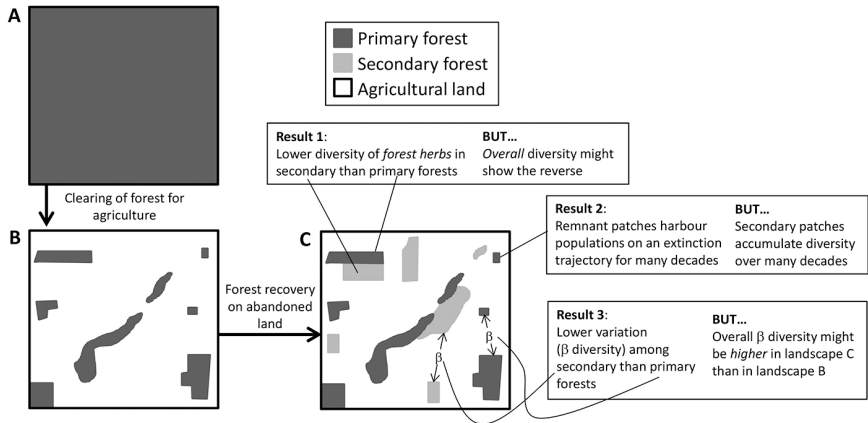 A
Primary forest
Secondary forest
Agricultural land
Result 1:
Lower diversity of forest herbs in
secondary than primary forests
BUT...
Overall diversity might
show the reverse
Clearing of forest for
agriculture
Result 2:
Remnant patches harbour
populations on an extinction
trajectory for many decades
BUT...
Secondary patches
accumulate diversity
over many decades
B
Forest recovery
on abandoned
land
C
β
β
Result 3:
Lower variation
(β diversity) among
secondary than primary
forests
BUT...
Overall β diversity might
be higher in landscape C
than in landscape B